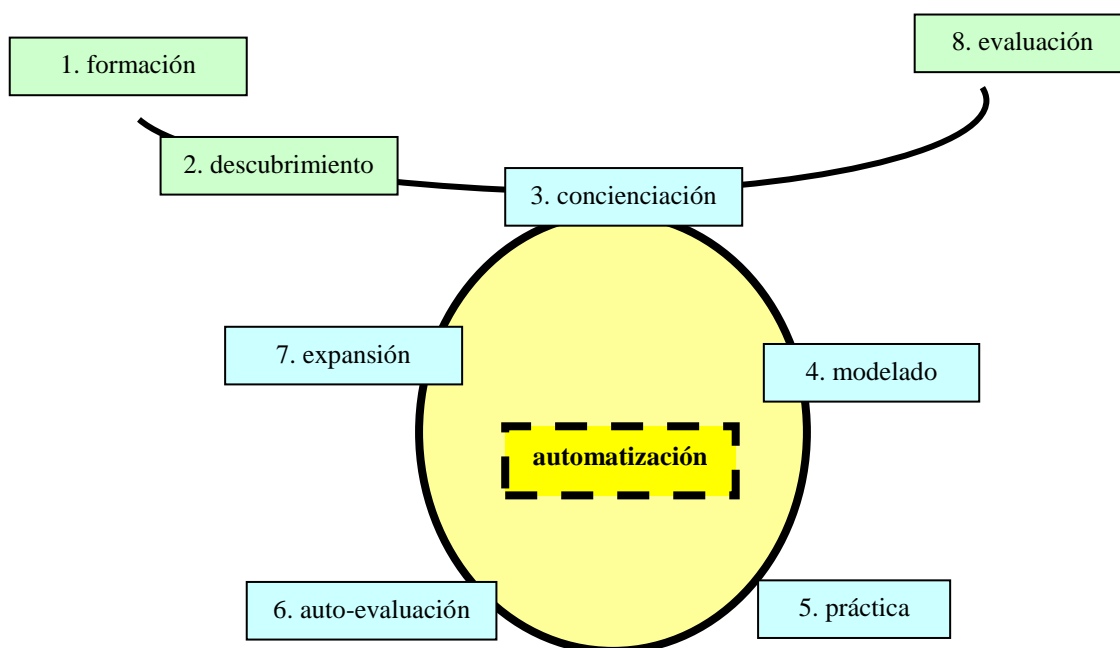 1. formación
8. evaluación
2. descubrimiento
3. concienciación
7. expansión
4. modelado
automatización
6. auto-evaluación
5. práctica